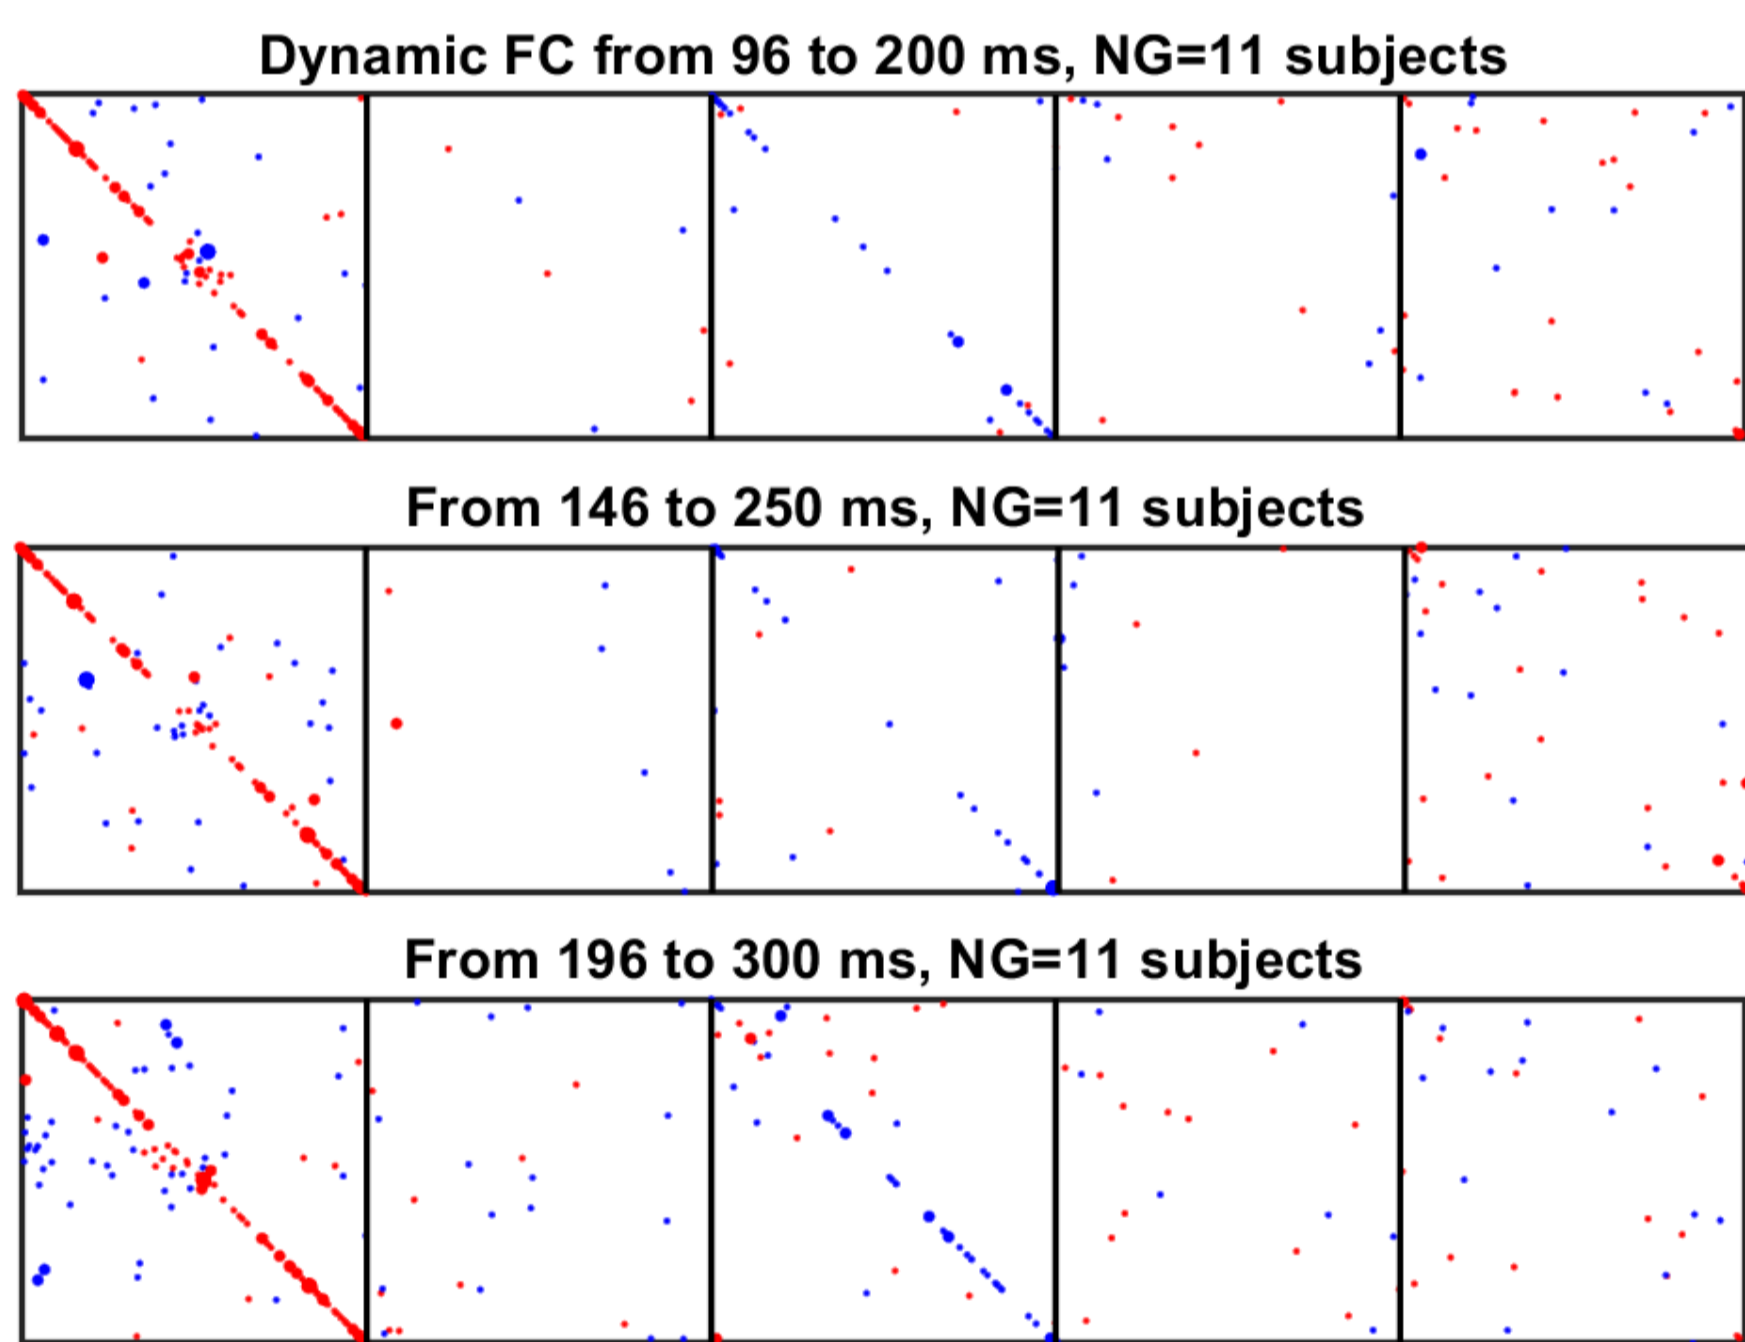 Dynamic FC from 96 to 200 ms, NG=11 subjects
From 146 to 250 ms, NG=11 subjects
From 196 to 300 ms, NG=11 subjects